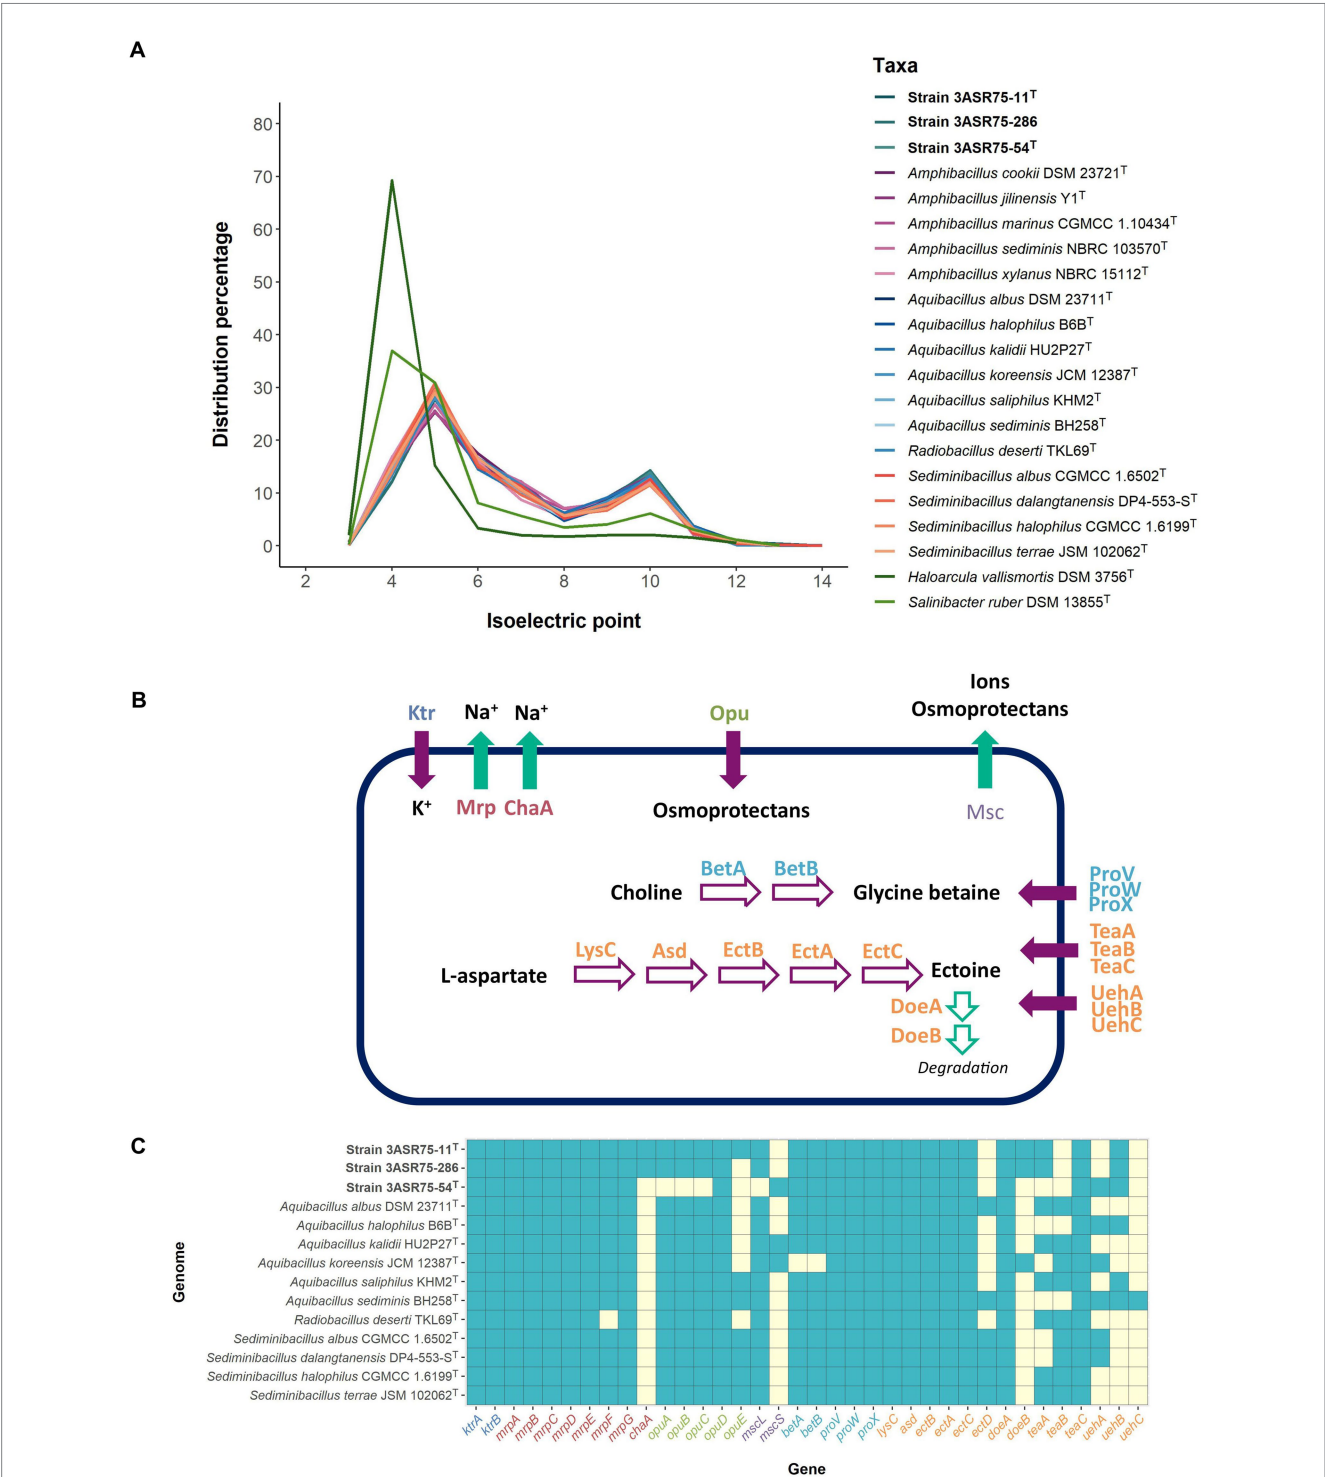 A
Taxa
Strain 3ASR75-11T
Strain 3ASR75-286
Strain 3ASR75-54T
Amphibacillus cookii DSM 23721T
Amphibacillus jilinensis Y1T
Amphibacillus marinus CGMCC 1.10434T
Amphibacillus sediminis NBRC 103570T
Amphibacillus xylanus NBRC 15112T
Aquibacillus albus DSM 23711T
Aquibacillus halophilus B6BT
Aquibacillus kalidii HU2P27T
Aquibacillus koreensis JCM 12387T
Aquibacillus saliphilus KHM2T
Aquibacillus sediminis BH258T
Radiobacillus deserti TKL69T
Sediminibacillus albus CGMCC 1.6502T
Sediminibacillus dalangtanensis DP4-553-ST
Sediminibacillus halophilus CGMCC 1.6199T
Sediminibacillus terrae JSM 102062T
Haloarcula vallismortis DSM 3756T
Salinibacter ruber DSM 13855T
80
70
60
50
40
30
20
10
0
Distribution percentage
2 4 6 8 10 12 14
Isoelectric point
B
Ktr Na+ Na+ Opu
Ions
Osmoprotectans
K+ Mrp ChaA Osmoprotectans Msc
BetA BetB
Choline Glycine betaine
ProV
ProW
ProX
TeaA
TeaB
TeaC
LysC Asd EctB EctA EctC
L-aspartate Ectoine
DoeA
DoeB
UehA
UehB
UehC
Degradation
C
Genome
Strain 3ASR75-11T
Strain 3ASR75-286
Strain 3ASR75-54T
Aquibacillus albus DSM 23711T
Aquibacillus halophilus B6BT
Aquibacillus kalidii HU2P27T
Aquibacillus koreensis JCM 12387T
Aquibacillus saliphilus KHM2T
Aquibacillus sediminis BH258T
Radiobacillus deserti TKL69T
Sediminibacillus albus CGMCC 1.6502T
Sediminibacillus dalangtanensis DP4-553-ST
Sediminibacillus halophilus CGMCC 1.6199T
Sediminibacillus terrae JSM 102062T
ktrA ktrB mrpA mrpB mrpC mrpD mrpE mrpF mrpG chaA opuA opuB opuC opuD opuE mscL mscS betA betB proV proW proX lysC asd ectB ectA ectC ectD doeA doeB teaA teaB teaC uehA uehB uehC
Gene